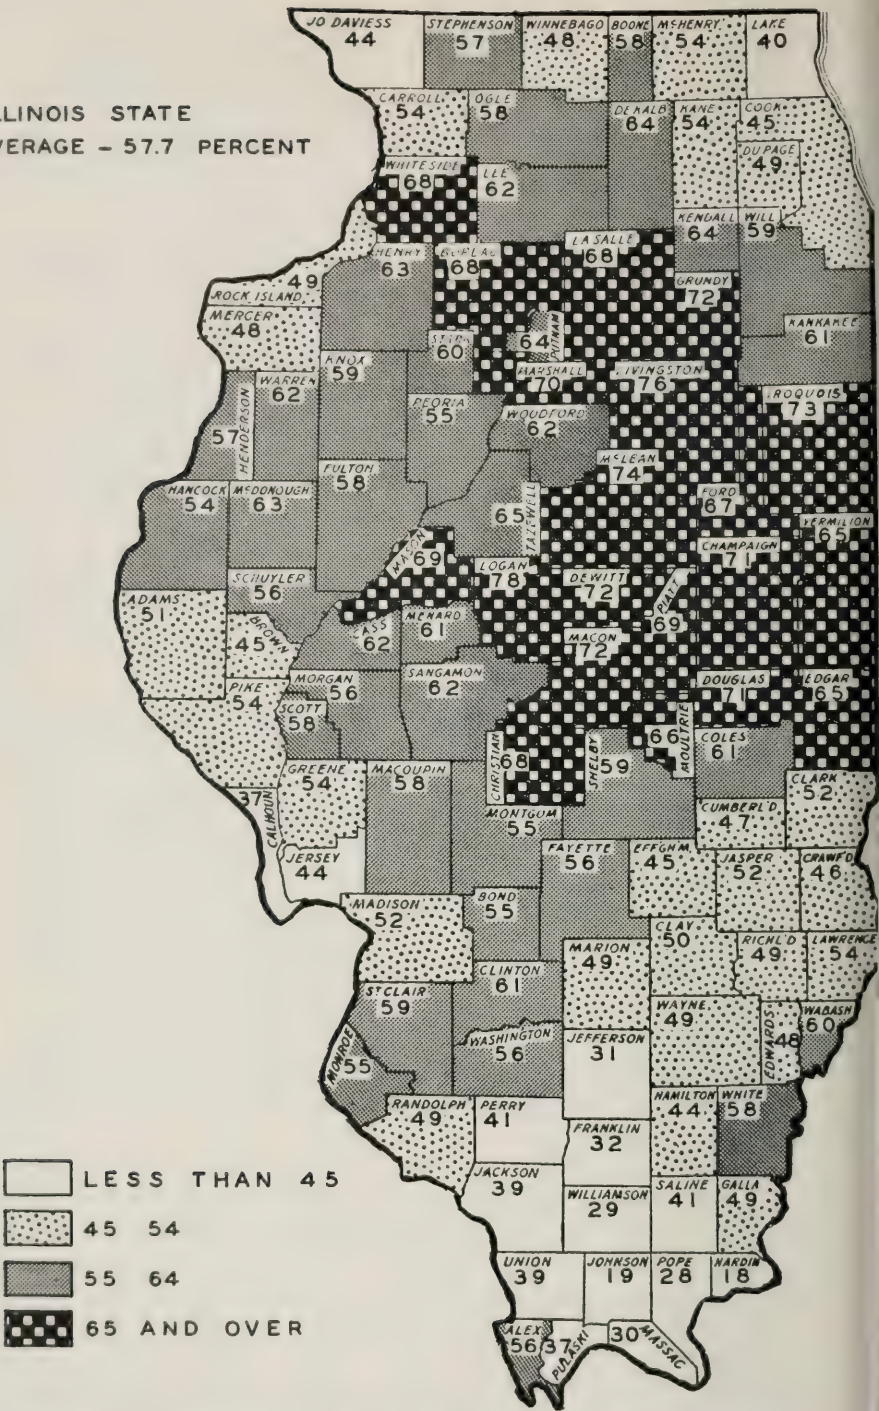 LLINOIS STATE
VERAGE – 57.7 PERCENT
JO DAVIESS
44
STEPHENSON
57
WINNEBAGO
48
BOONE
58
McHENRY
54
LAKE
40
CARROLL
54
OGLE
58
DE KALB
64
KANE
54
COOK
45
DU PAGE
49
WHITESIDE
68
LEE
62
KENDALL
64
WILL
59
ROCK ISLAND
49
HENRY
63
BUREAU
68
LA SALLE
68
GRUNDY
72
MERCER
48
KANKAKEE
61
STARK
60
PUTNAM
64
KNOX
59
MARSHALL
70
LIVINGSTON
76
HENDERSON
57
WARREN
62
PEORIA
55
WOODFORD
62
IROQUOIS
73
HANCOCK
54
McDONOUGH
63
FULTON
58
TAZEWELL
65
McLEAN
74
FORD
67
VERMILION
65
SCHUYLER
56
MASON
69
LOGAN
78
DEWITT
72
PIATT
69
CHAMPAIGN
71
ADAMS
51
BROWN
45
CASS
62
MENARD
61
MACON
72
PIKE
54
SCOTT
58
MORGAN
56
SANGAMON
62
CHRISTIAN
68
SHELBY
59
MOULTRIE
66
DOUGLAS
71
EDGAR
65
COLES
61
CALHOUN
37
GREENE
54
MACOUPIN
58
MONTGOM
55
CUMBERL'D
47
CLARK
52
JERSEY
44
FAYETTE
56
EFFGHM.
45
JASPER
52
CRAWF'D
46
MADISON
52
BOND
55
MARION
49
CLAY
50
RICHL'D
49
LAWRENCE
54
ST CLAIR
59
CLINTON
61
WAYNE
49
EDWARDS
48
WABASH
60
MONROE
55
WASHINGTON
56
JEFFERSON
31
RANDOLPH
49
PERRY
41
FRANKLIN
32
HAMILTON
44
WHITE
58
JACKSON
39
WILLIAMSON
29
SALINE
41
GALLA
49
UNION
39
JOHNSON
19
POPE
28
HARDIN
18
ALEX
56
PULASKI
37
MASSAC
30
LESS THAN 45
45 54
55 64
65 AND OVER